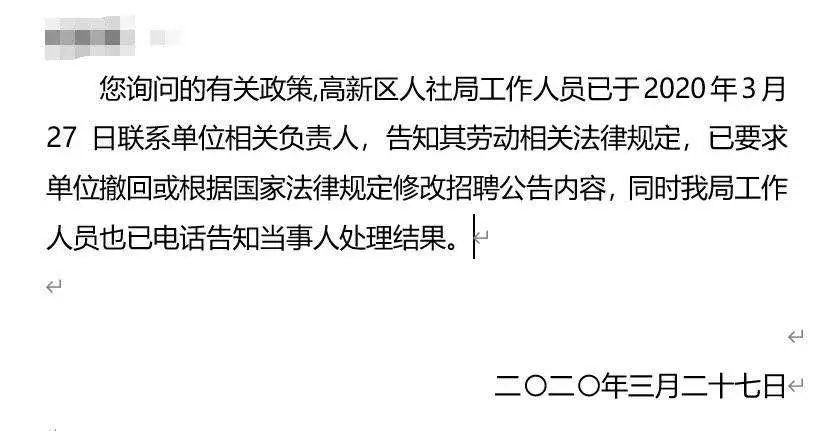 您询问的有关政策,高新区人社局工作人员已于2020年3月
27 日联系单位相关负责人，告知其劳动相关法律规定，已要求
单位撤回或根据国家法律规定修改招聘公告内容，同时我局工作
人员也已电话告知当事人处理结果。
二〇二〇年三月二十七日